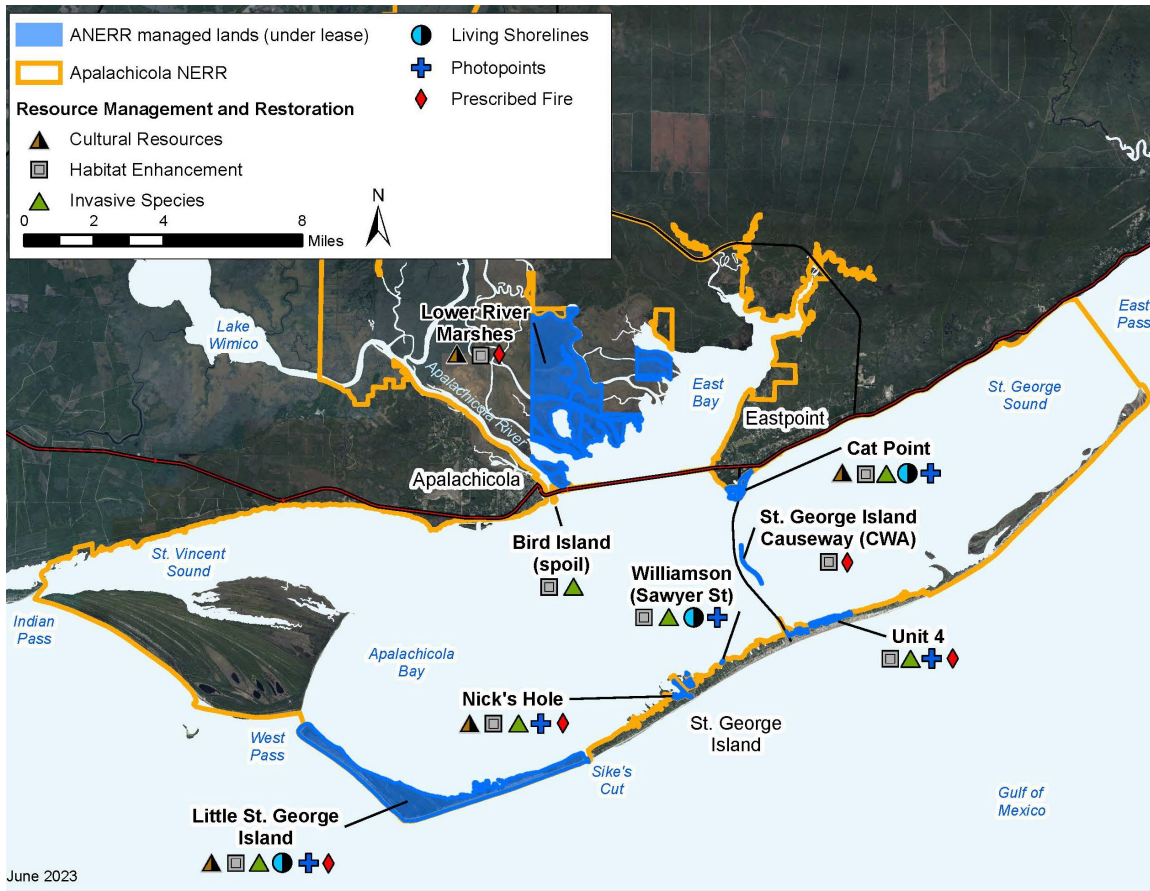 ANERR managed lands (under lease)
Apalachicola NERR
Resource Management and Restoration
Cultural Resources
Habitat Enhancement
Invasive Species
Living Shorelines
Photopoints
Prescribed Fire
N
0 2 4 8
Miles
Lake
Wimico
Lower River
Marshes
Apalachicola River
East
Bay
East
Pass
St. George
Sound
Eastpoint
Cat Point
Apalachicola
St. George Island
Causeway (CWA)
Bird Island
(spoil)
St. Vincent
Sound
Williamson
(Sawyer St)
Indian
Pass
Unit 4
Apalachicola
Bay
Nick's Hole
St. George
Island
West
Pass
Sike's
Cut
Gulf of
Mexico
Little St. George
Island
June 2023